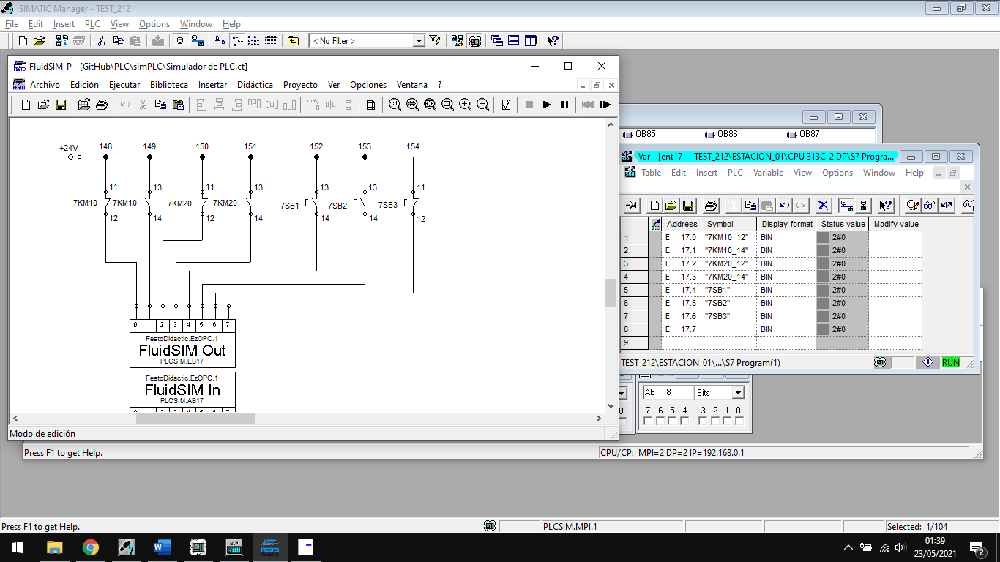 SIMATIC Manager - TEST_212
File Edit Insert PLC View Options Window Help
< No Filter >
FluidSIM-P - [GitHub\PLC\simPLC\Simulador de PLC.ct]
Archivo Edición Ejecutar Biblioteca Insertar Didáctica Proyecto Ver Opciones Ventana ?
1:1
+24V 148 149 150 151 152 153 154
11 13 11 13 13 13 11
7KM10 7KM10 7KM20 7KM20 7SB1 7SB2 7SB3
12 14 12 14 14 14 12
0 1 2 3 4 5 6 7
FestoDidactic.EzOPC.1
FluidSIM Out
PLCSIM.EB17
FestoDidactic.EzOPC.1
FluidSIM In
PLCSIM.AB17
Modo de edición
OB85 OB86 OB87
Var - [ent17 -- TEST_212\ESTACION_01\CPU 313C-2 DP\S7 Progra...
Table Edit Insert PLC Variable View Options Window Help
Address Symbol Display format Status value Modify value
1 E 17.0 "7KM10_12" BIN 2#0
2 E 17.1 "7KM10_14" BIN 2#0
3 E 17.2 "7KM20_12" BIN 2#0
4 E 17.3 "7KM20_14" BIN 2#0
5 E 17.4 "7SB1" BIN 2#0
6 E 17.5 "7SB2" BIN 2#0
7 E 17.6 "7SB3" BIN 2#0
8 E 17.7 BIN 2#0
9
TEST_212\ESTACION_01\...\S7 Program(1) RUN
AB 8 Bits
0 7 6 5 4 3 2 1 0
Press F1 to get Help. CPU/CP: MPI=2 DP=2 IP=192.168.0.1
Press F1 to get Help. PLCSIM.MPI.1 Selected: 1/104
FESTO
01:39
23/05/2021
2